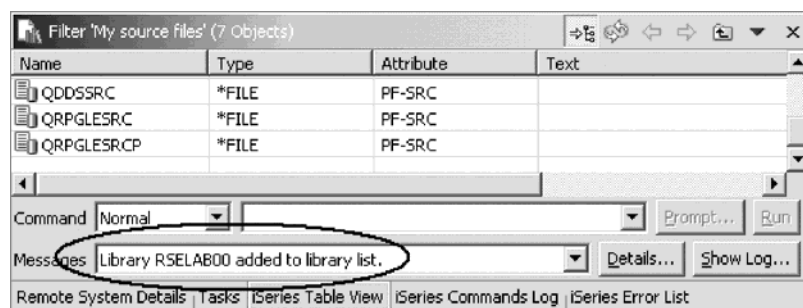 Filter 'My source files' (7 Objects)
Name Type Attribute Text
QDDSSRC *FILE PF-SRC
QRPGLESRC *FILE PF-SRC
QRPGLESRCP *FILE PF-SRC
Command Normal Prompt... Run
Messages Library RSELAB00 added to library list. Details... Show Log...
Remote System Details Tasks iSeries Table View iSeries Commands Log iSeries Error List